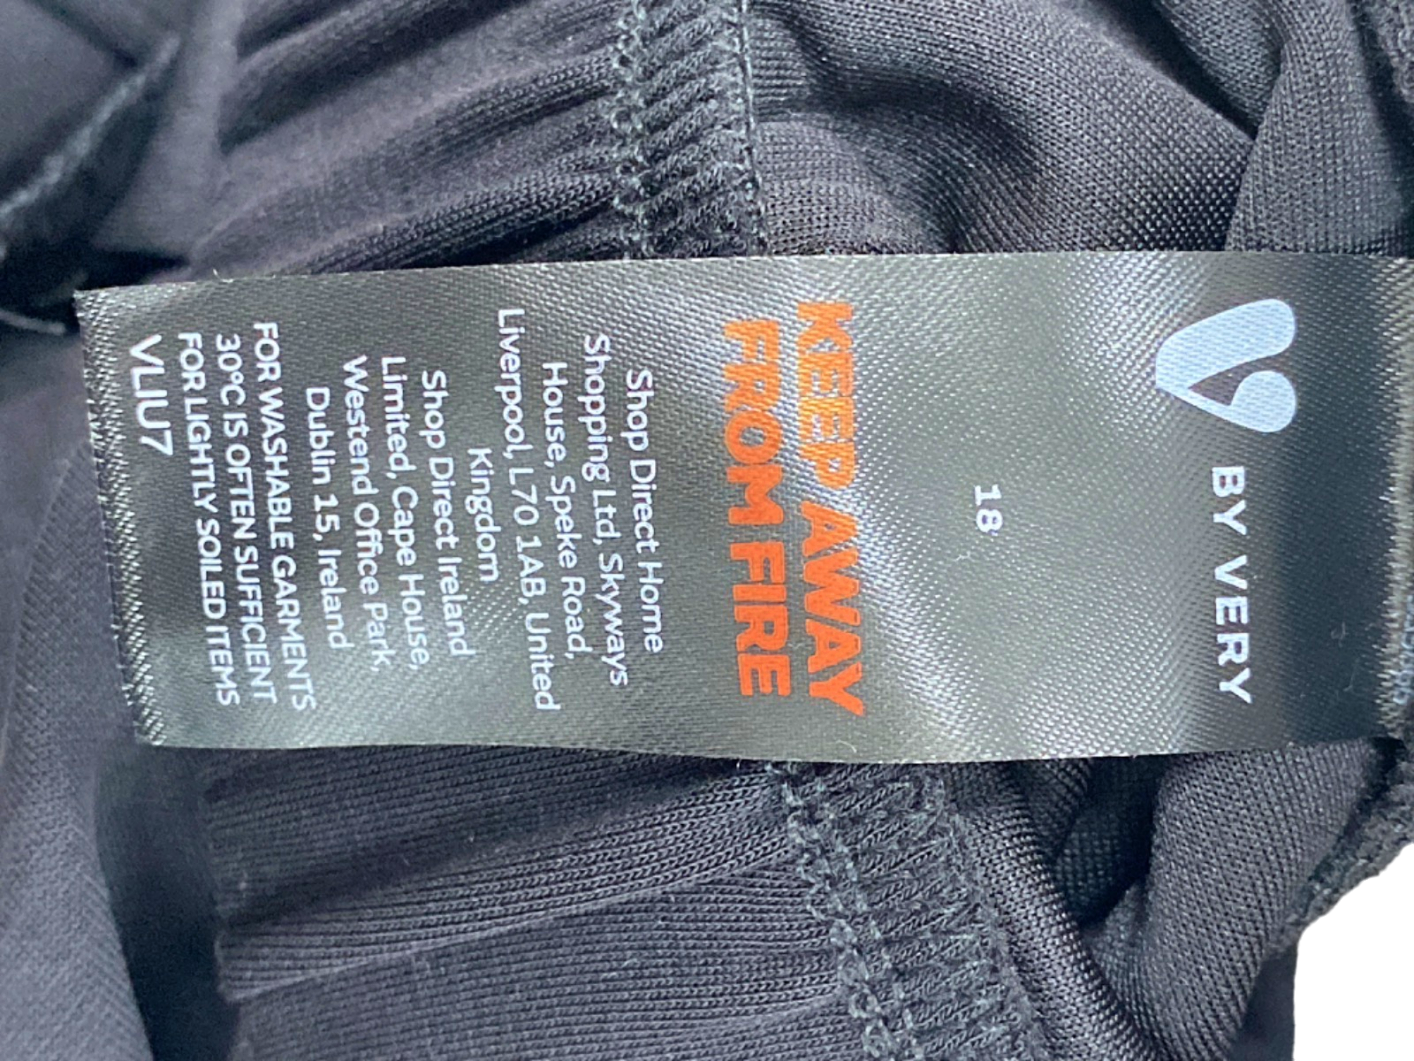 BY VERY
18
KEEP AWAY
FROM FIRE
Shop Direct Home
Shopping Ltd, Skyways
House, Speke Road,
Liverpool, L70 1AB, United
Kingdom
Shop Direct Ireland
Limited, Cape House,
Westend Office Park,
Dublin 15, Ireland
FOR WASHABLE GARMENTS
30°C IS OFTEN SUFFICIENT
FOR LIGHTLY SOILED ITEMS
VLIU7